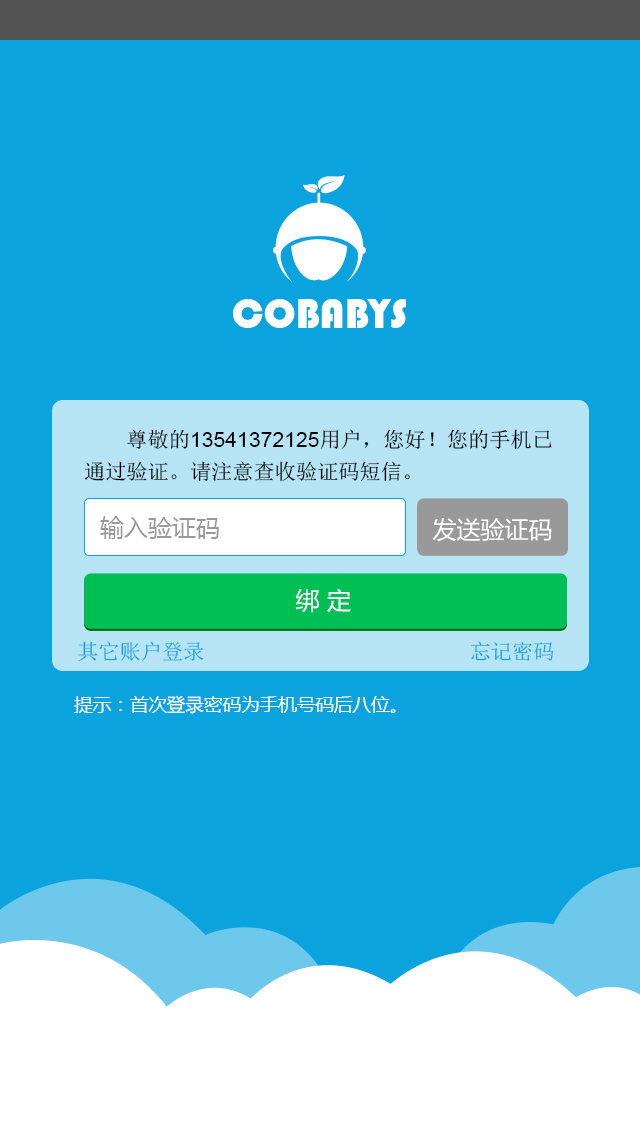 COBABYS
尊敬的13541372125用户，您好！您的手机已
通过验证。请注意查收验证码短信。
输入验证码
发送验证码
绑 定
其它账户登录
忘记密码
提示：首次登录密码为手机号码后八位。